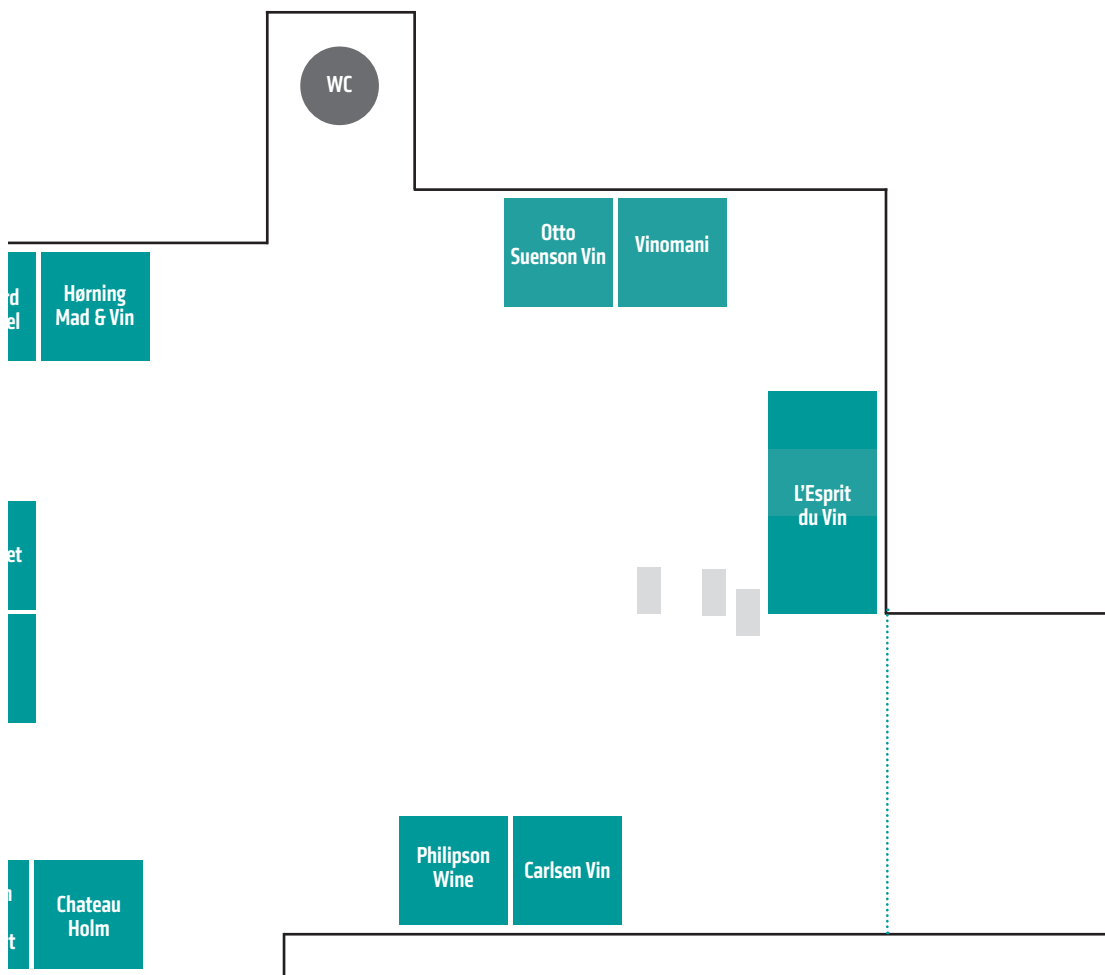 WC
Otto
Suenson Vin
Vinomani
Hørning
Mad & Vin
L'Esprit
du Vin
Philipson
Wine
Carlsen Vin
Chateau
Holm